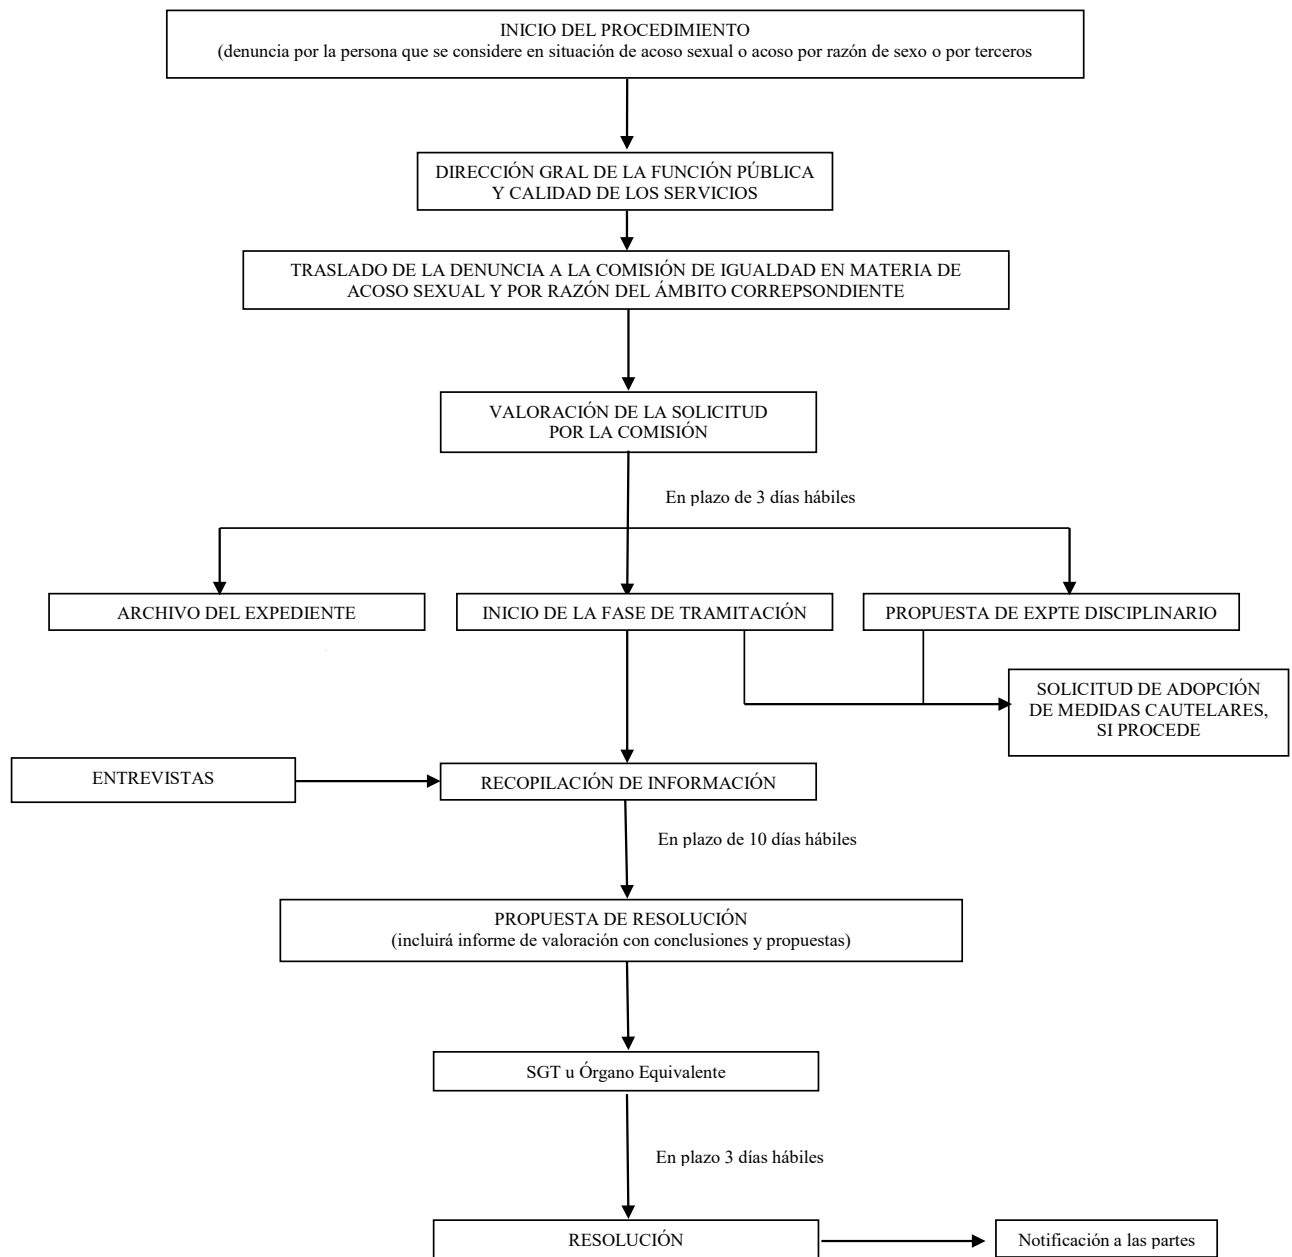 INICIO DEL PROCEDIMIENTO
(denuncia por la persona que se considere en situación de acoso sexual o acoso por razón de sexo o por terceros
DIRECCIÓN GRAL DE LA FUNCIÓN PÚBLICA
Y CALIDAD DE LOS SERVICIOS
TRASLADO DE LA DENUNCIA A LA COMISIÓN DE IGUALDAD EN MATERIA DE
ACOSO SEXUAL Y POR RAZÓN DEL ÁMBITO CORREPSONDIENTE
VALORACIÓN DE LA SOLICITUD
POR LA COMISIÓN
En plazo de 3 días hábiles
ARCHIVO DEL EXPEDIENTE
INICIO DE LA FASE DE TRAMITACIÓN
PROPUESTA DE EXPTE DISCIPLINARIO
SOLICITUD DE ADOPCIÓN
DE MEDIDAS CAUTELARES,
SI PROCEDE
ENTREVISTAS
RECOPILACIÓN DE INFORMACIÓN
En plazo de 10 días hábiles
PROPUESTA DE RESOLUCIÓN
(incluirá informe de valoración con conclusiones y propuestas)
SGT u Órgano Equivalente
En plazo 3 días hábiles
RESOLUCIÓN
Notificación a las partes